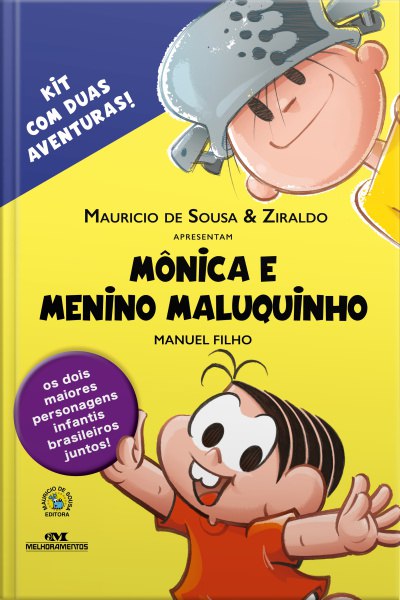 KIT
COM DUAS
AVENTURAS!
MAURICIO DE SOUSA & ZIRALDO
APRESENTAM
MÔNICA E
MENINO MALUQUINHO
MANUEL FILHO
os dois
maiores
personagens
infantis
brasileiros
juntos!
MAURICIO DE SOUSA
EDITORA
MELHORAMENTOS